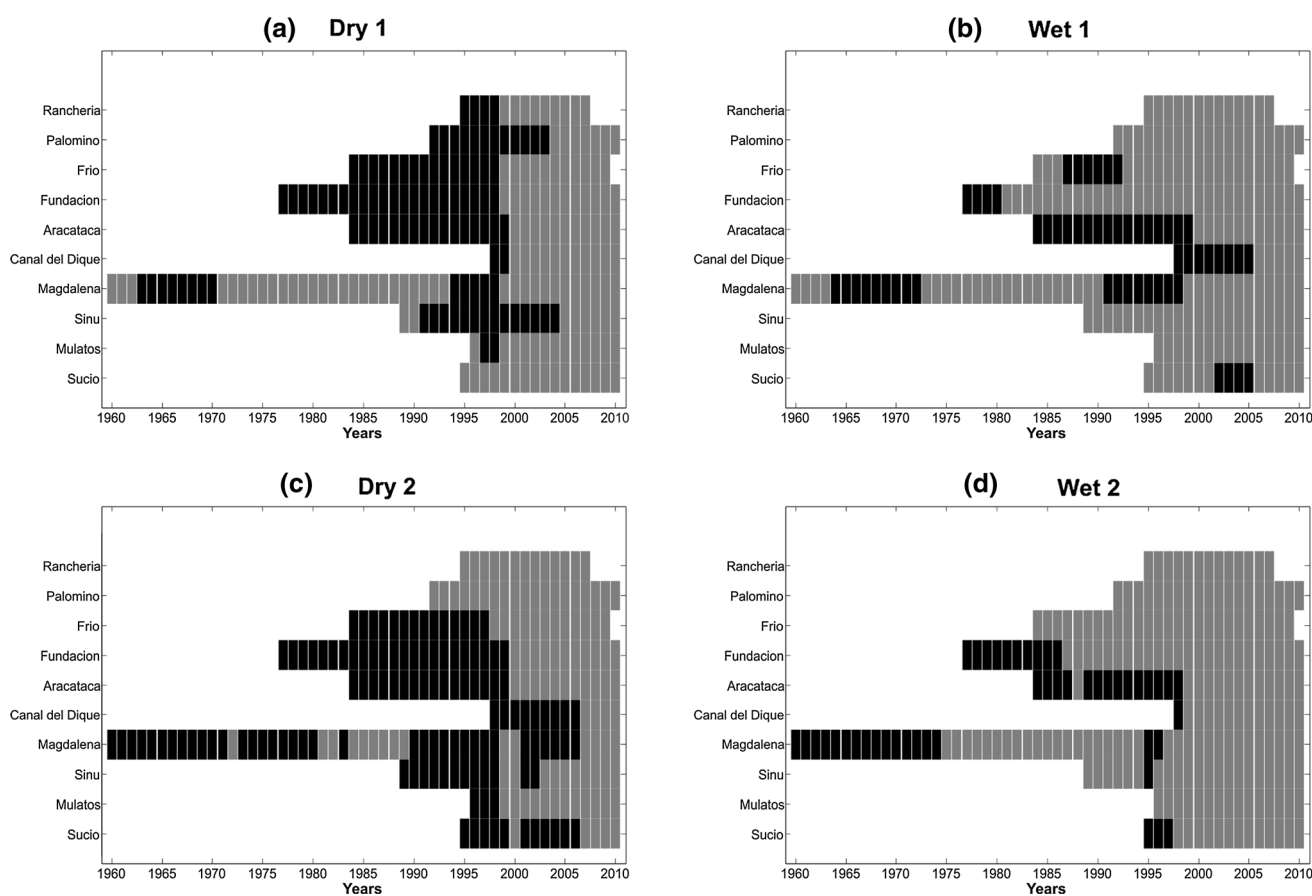 (a) Dry 1
Rancheria
Palomino
Frio
Fundacion
Aracataca
Canal del Dique
Magdalena
Sinu
Mulatos
Sucio
1960 1965 1970 1975 1980 1985 1990 1995 2000 2005 2010
Years
(b) Wet 1
Rancheria
Palomino
Frio
Fundacion
Aracataca
Canal del Dique
Magdalena
Sinu
Mulatos
Sucio
1960 1965 1970 1975 1980 1985 1990 1995 2000 2005 2010
Years
(c) Dry 2
Rancheria
Palomino
Frio
Fundacion
Aracataca
Canal del Dique
Magdalena
Sinu
Mulatos
Sucio
1960 1965 1970 1975 1980 1985 1990 1995 2000 2005 2010
Years
(d) Wet 2
Rancheria
Palomino
Frio
Fundacion
Aracataca
Canal del Dique
Magdalena
Sinu
Mulatos
Sucio
1960 1965 1970 1975 1980 1985 1990 1995 2000 2005 2010
Years